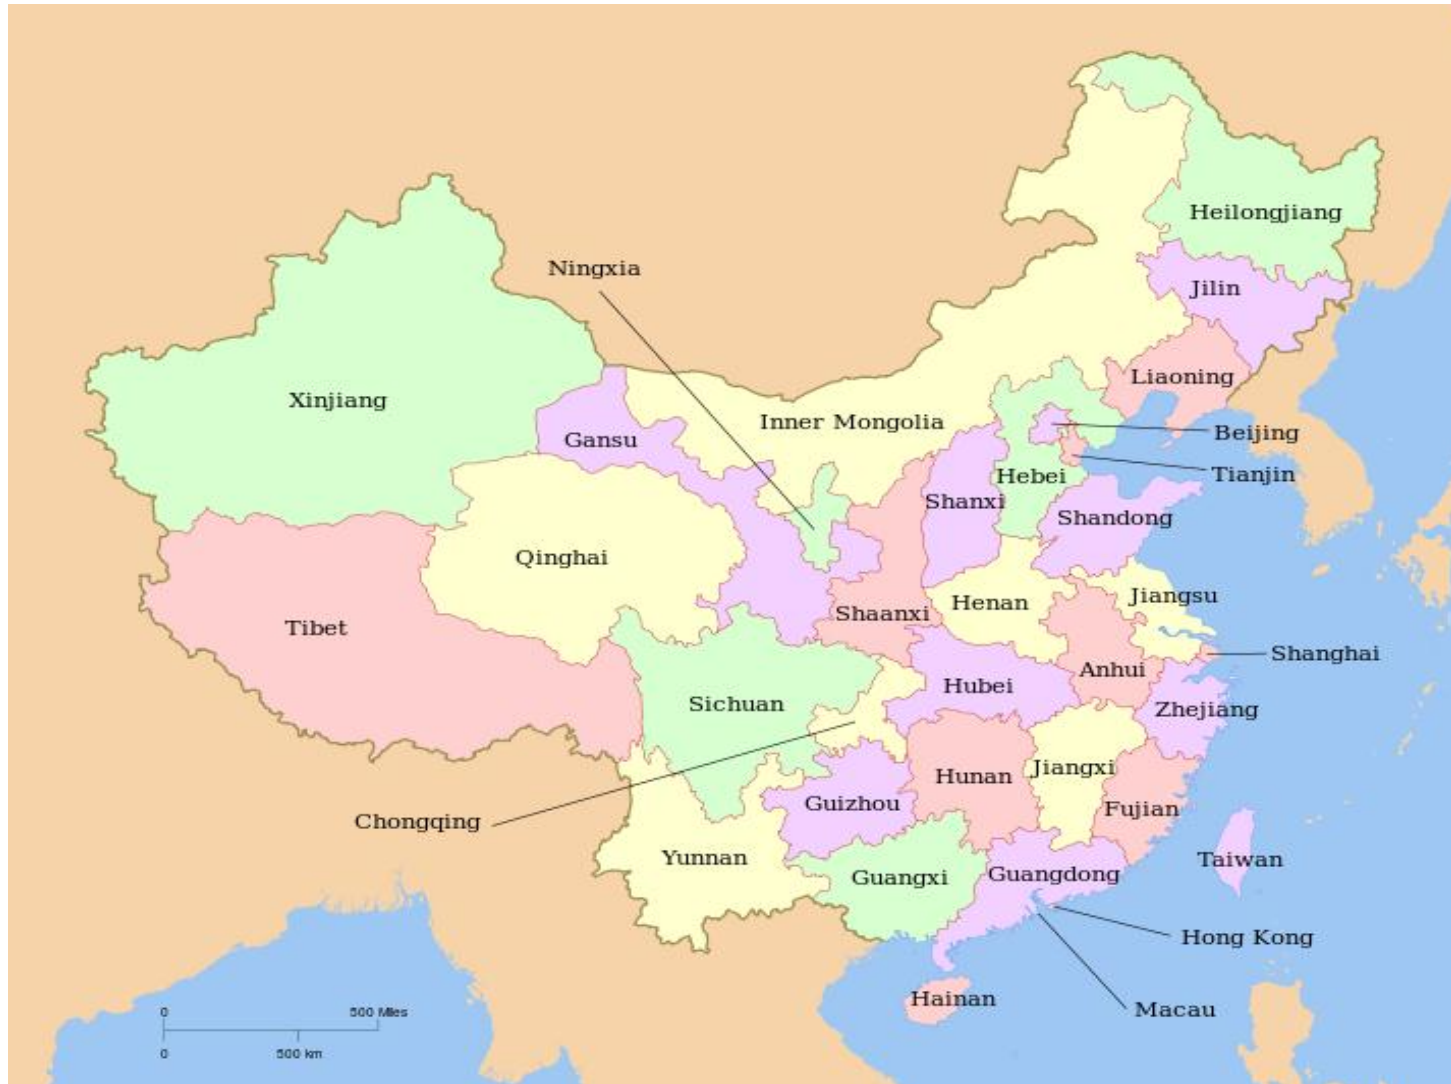 Heilongjiang
Ningxia
Jilin
Xinjiang
Liaoning
Inner Mongolia
Gansu
Beijing
Tianjin
Hebei
Shanxi
Shandong
Qinghai
Jiangsu
Henan
Shaanxi
Tibet
Shanghai
Anhui
Hubei
Sichuan
Zhejiang
Jiangxi
Hunan
Guizhou
Fujian
Chongqing
Yunnan
Taiwan
Guangxi
Guangdong
Hong Kong
Hainan
Macau
0 500 Miles
0 500 km